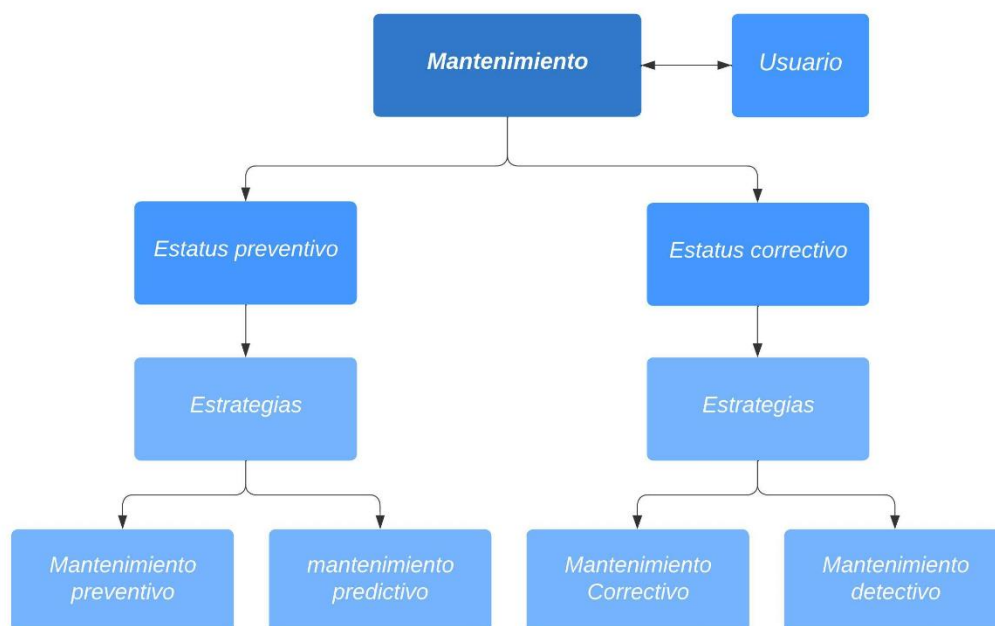 Mantenimiento
Usuario
Estatus preventivo
Estatus correctivo
Estrategias
Estrategias
Mantenimiento
preventivo
mantenimiento
predictivo
Mantenimiento
Correctivo
Mantenimiento
detectivo